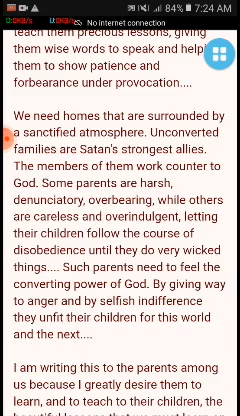 84% 7:24 AM
0:0KB/s U:0KB/s No internet connection
teach them precious lessons, giving
them wise words to speak and helpi
them to show patience and
forbearance under provocation....
We need homes that are surrounded by
a sanctified atmosphere. Unconverted
families are Satan's strongest allies.
The members of them work counter to
God. Some parents are harsh,
denunciatory, overbearing, while others
are careless and overindulgent, letting
their children follow the course of
disobedience until they do very wicked
things.... Such parents need to feel the
converting power of God. By giving way
to anger and by selfish indifference
they unfit their children for this world
and the next....
I am writing this to the parents among
us because I greatly desire them to
learn, and to teach to their children, the